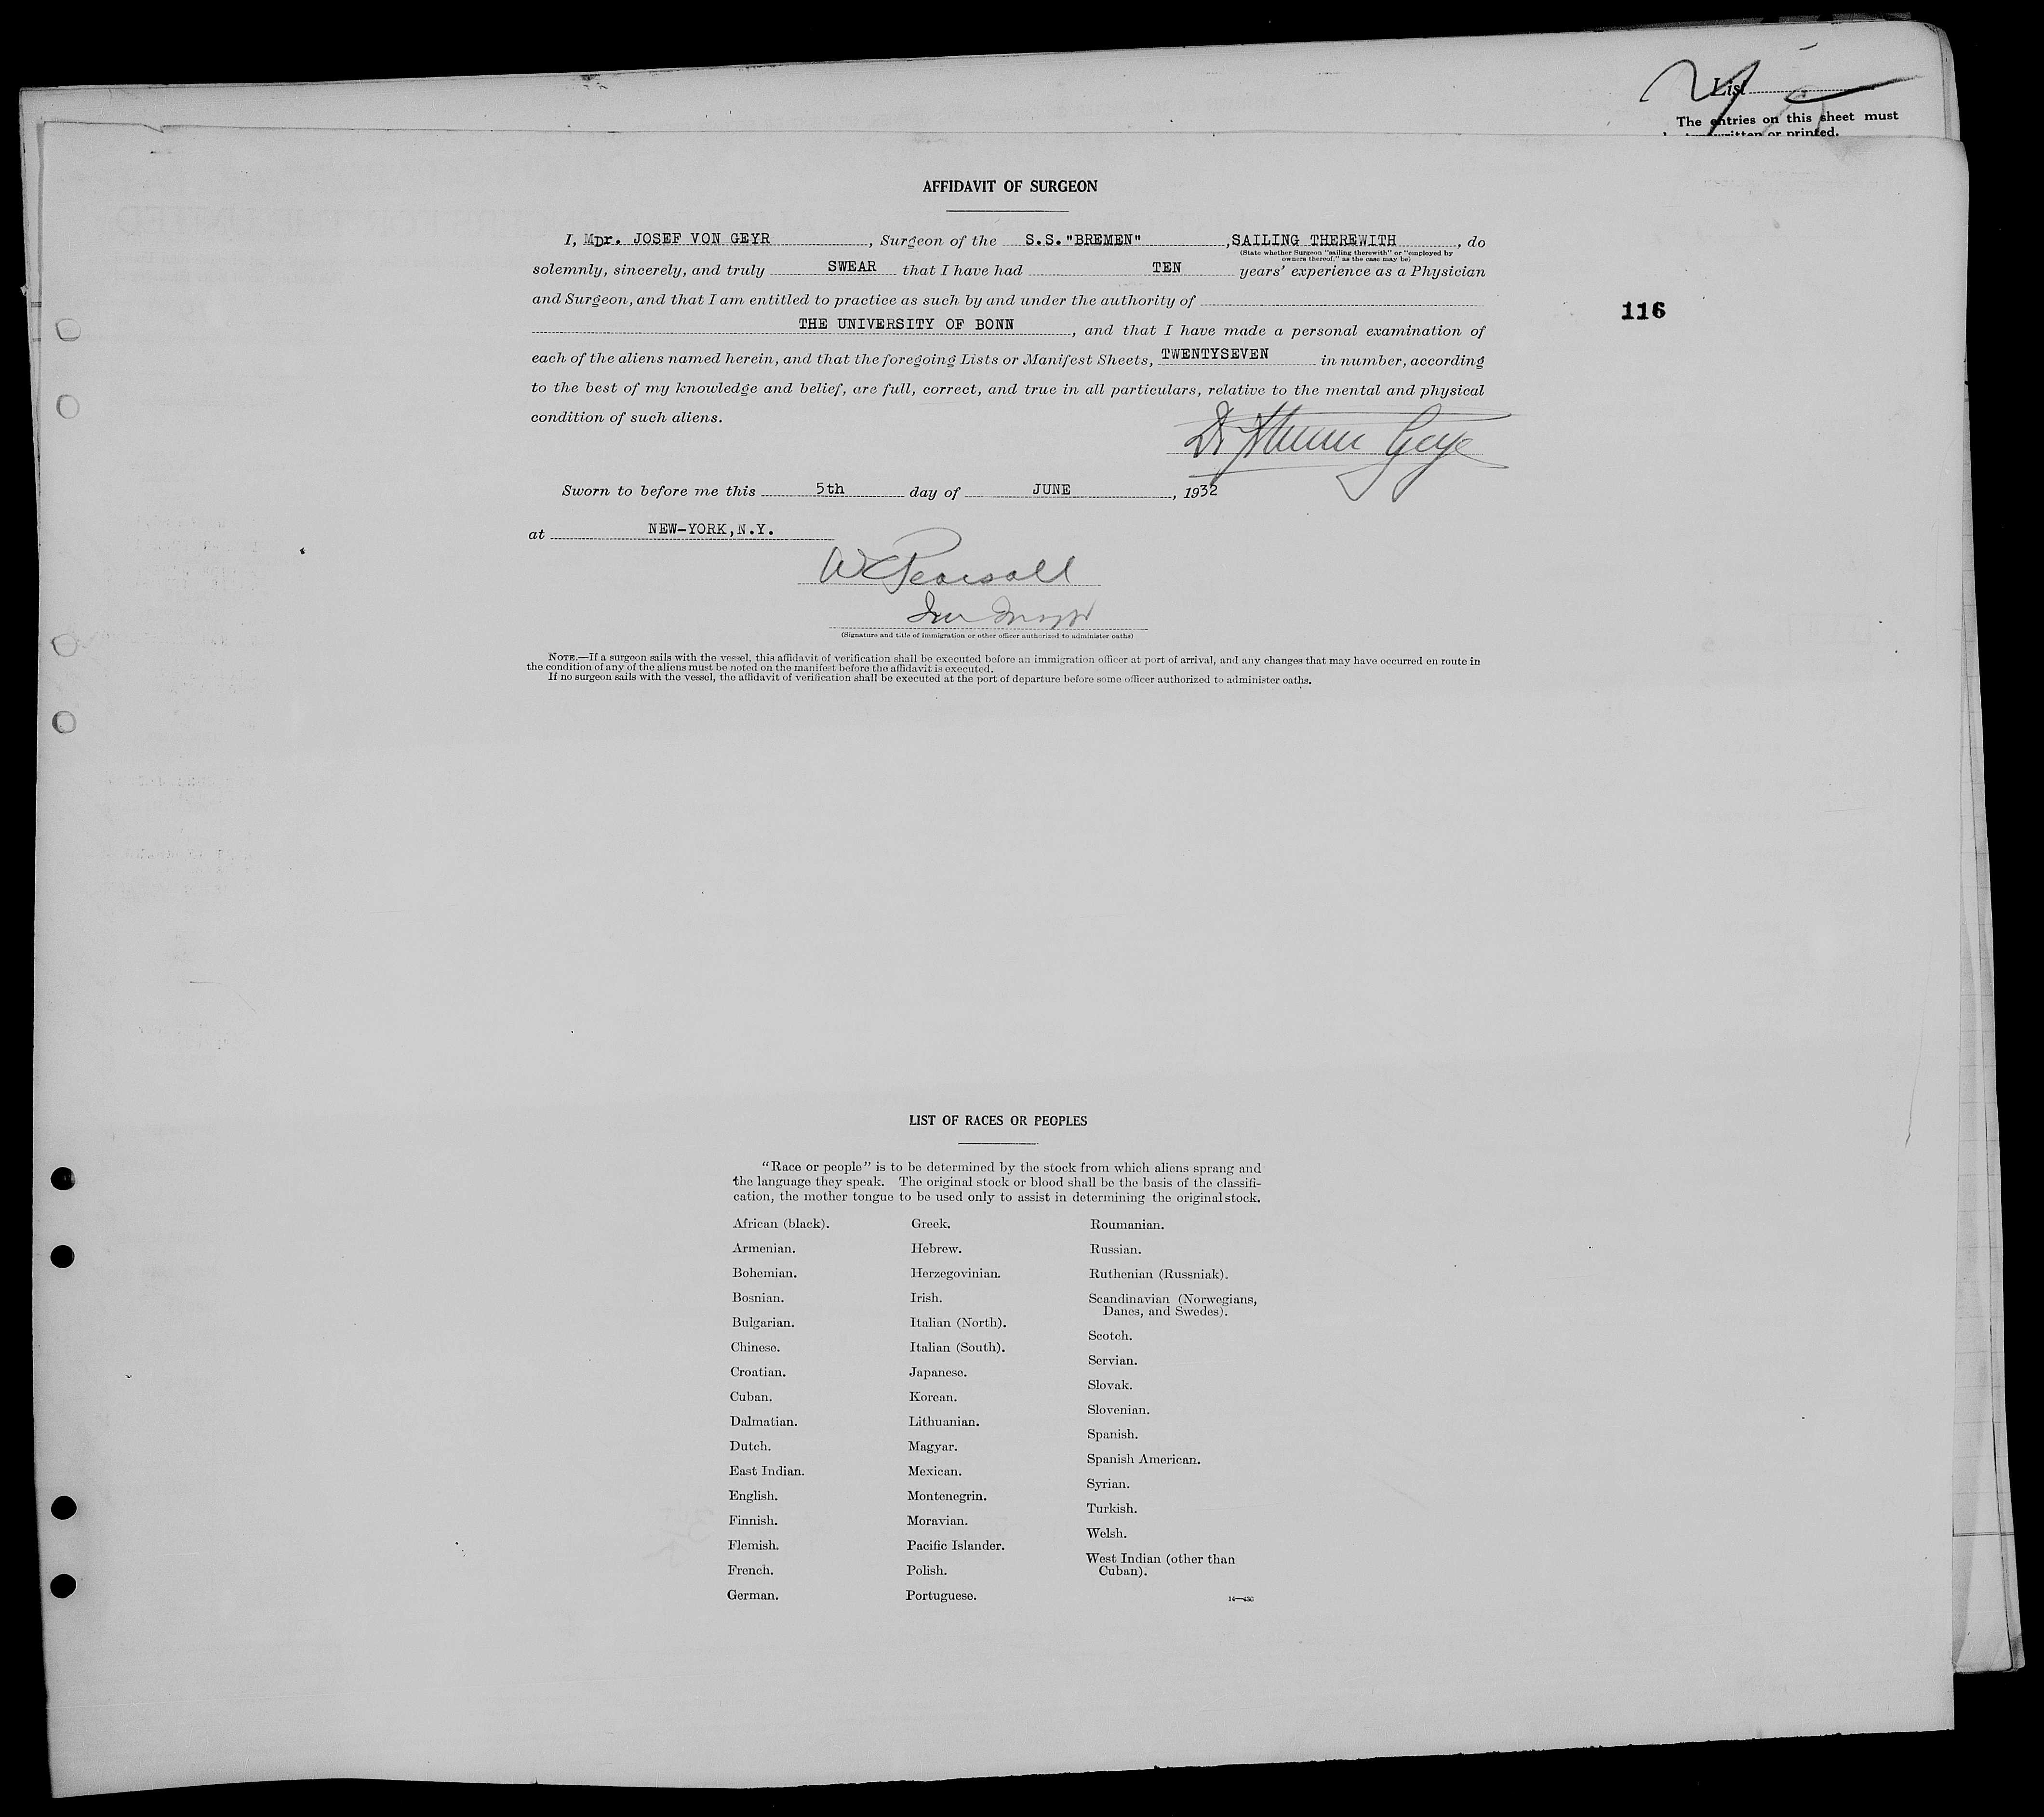 List
The entries on this sheet must
AFFIDAVIT OF SURGEON
I, MDr. JOSEF VON GEYR, Surgeon of the S.S."BREMEN", SAILING THEREWITH, do
(State whether Surgeon "sailing therewith" or "employed by
owners thereof," as the case may be)
solemnly, sincerely, and truly SWEAR that I have had TEN years' experience as a Physician
and Surgeon, and that I am entitled to practice as such by and under the authority of
116
THE UNIVERSITY OF BONN, and that I have made a personal examination of
each of the aliens named herein, and that the foregoing Lists or Manifest Sheets, TWENTYSEVEN in number, according
to the best of my knowledge and belief, are full, correct, and true in all particulars, relative to the mental and physical
condition of such aliens.
Dr
Sworn to before me this 5th day of JUNE, 1932
at NEW-YORK,N.Y.
W Pearsall
(Signature and title of immigration or other officer authorized to administer oaths)
NOTE.—If a surgeon sails with the vessel, this affidavit of verification shall be executed before an immigration officer at port of arrival, and any changes that may have occurred en route in
the condition of any of the aliens must be noted on the manifest before the affidavit is executed.
If no surgeon sails with the vessel, the affidavit of verification shall be executed at the port of departure before some officer authorized to administer oaths.
LIST OF RACES OR PEOPLES
"Race or people" is to be determined by the stock from which aliens sprang and
the language they speak. The original stock or blood shall be the basis of the classifi-
cation, the mother tongue to be used only to assist in determining the original stock.
African (black).
Armenian.
Bohemian.
Bosnian.
Bulgarian.
Chinese.
Croatian.
Cuban.
Dalmatian.
Dutch.
East Indian.
English.
Finnish.
Flemish.
French.
German.
Greek.
Hebrew.
Herzegovinian.
Irish.
Italian (North).
Italian (South).
Japanese.
Korean.
Lithuanian.
Magyar.
Mexican.
Montenegrin.
Moravian.
Pacific Islander.
Polish.
Portuguese.
Roumanian.
Russian.
Ruthenian (Russniak).
Scandinavian (Norwegians,
Danes, and Swedes).
Scotch.
Servian.
Slovak.
Slovenian.
Spanish.
Spanish American.
Syrian.
Turkish.
Welsh.
West Indian (other than
Cuban).